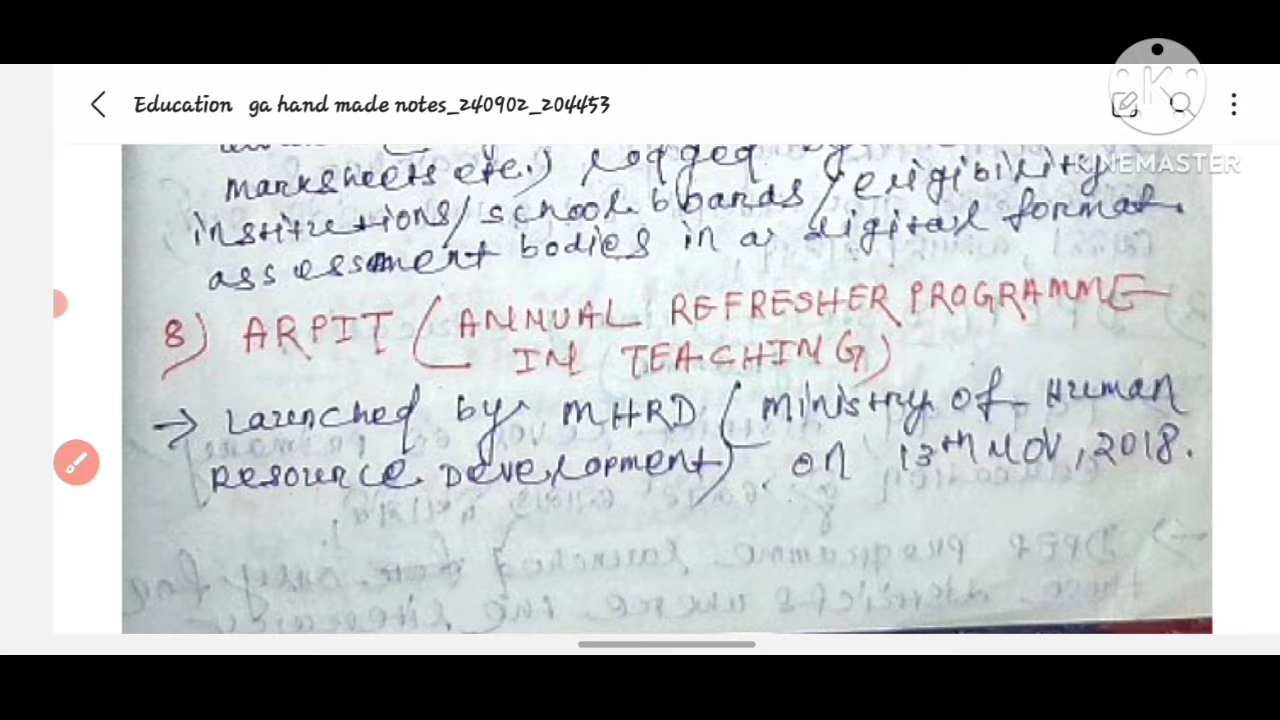 Education ga hand made notes_240902_204453
KINEMASTER
marksheets etc.) lodged
institutions/school boards/eligibility
assessment bodies in a digital format.
8) ARPIT (ANNUAL REFRESHER PROGRAMME
IN TEACHING)
→ Launched by MHRD (Ministry of Human
Resource Development) on 13th NOV, 2018.